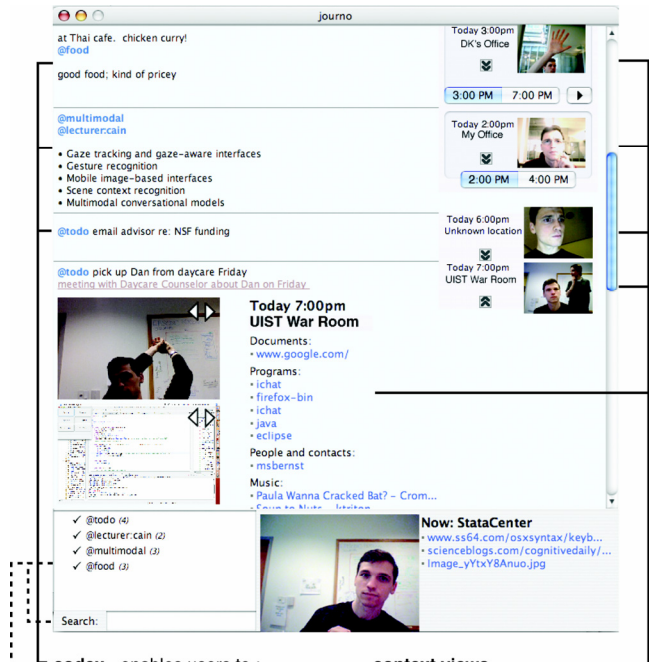 journo
at Thai cafe. chicken curry!
@food
good food; kind of pricey
@multimodal
@lecturer:cain
• Gaze tracking and gaze-aware interfaces
• Gesture recognition
• Mobile image-based interfaces
• Scene context recognition
• Multimodal conversational models
@todo email advisor re: NSF funding
@todo pick up Dan from daycare Friday
meeting with Daycare Counselor about Dan on Friday
Today 3:00pm
DK's Office
3:00 PM 7:00 PM
Today 2:00pm
My Office
2:00 PM 4:00 PM
Today 6:00pm
Unknown location
Today 7:00pm
UIST War Room
Today 7:00pm
UIST War Room
Documents:
• www.google.com/
Programs:
• ichat
• firefox-bin
• ichat
• java
• eclipse
People and contacts:
• msbernst
Music:
• Paula Wanna Cracked Bat? – Crom...
✓ @todo (4)
✓ @lecturer:cain (2)
✓ @multimodal (3)
✓ @food (3)
Search:
Now: StataCenter
• www.ss64.com/osxsyntax/keyb...
• scienceblogs.com/cognitivedaily/...
• Image_yYtxY8Anuo.jpg
enables users to
context views